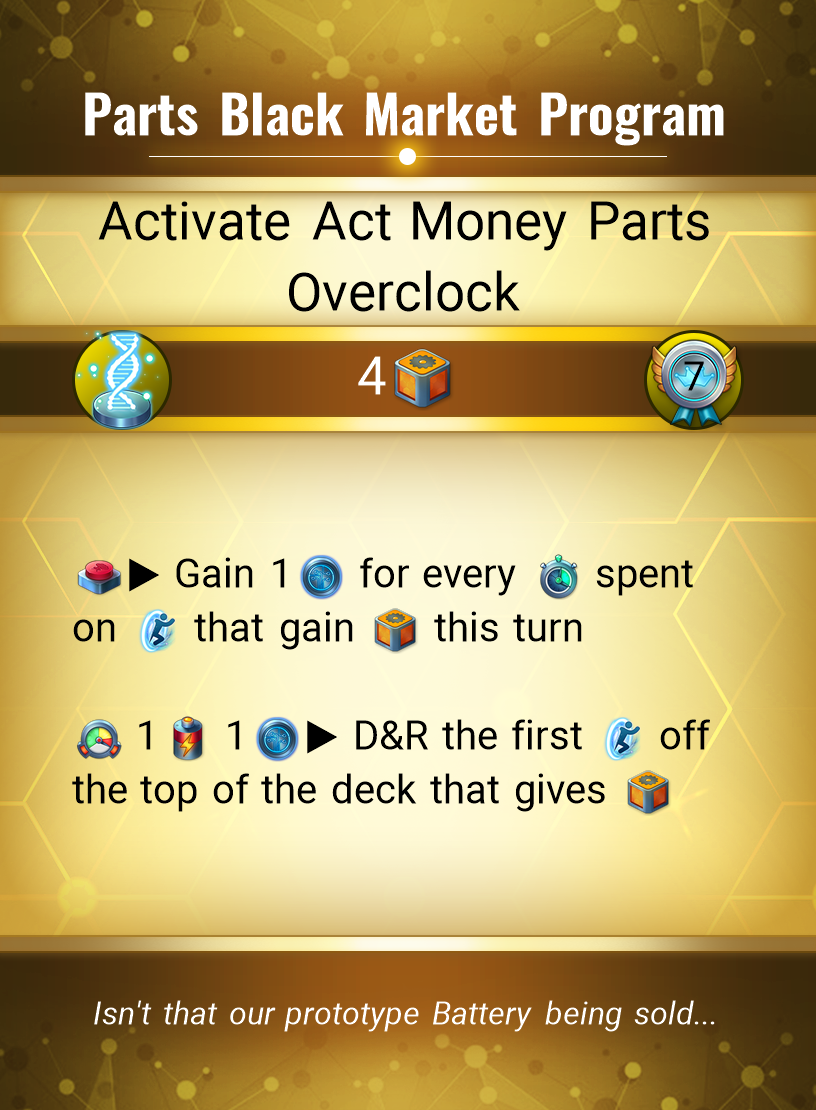 Parts Black Market Program
Activate Act Money Parts
Overclock
4
7
▶ Gain 1 for every spent
on that gain this turn
1 1 ▶ D&R the first off
the top of the deck that gives
Isn't that our prototype Battery being sold...